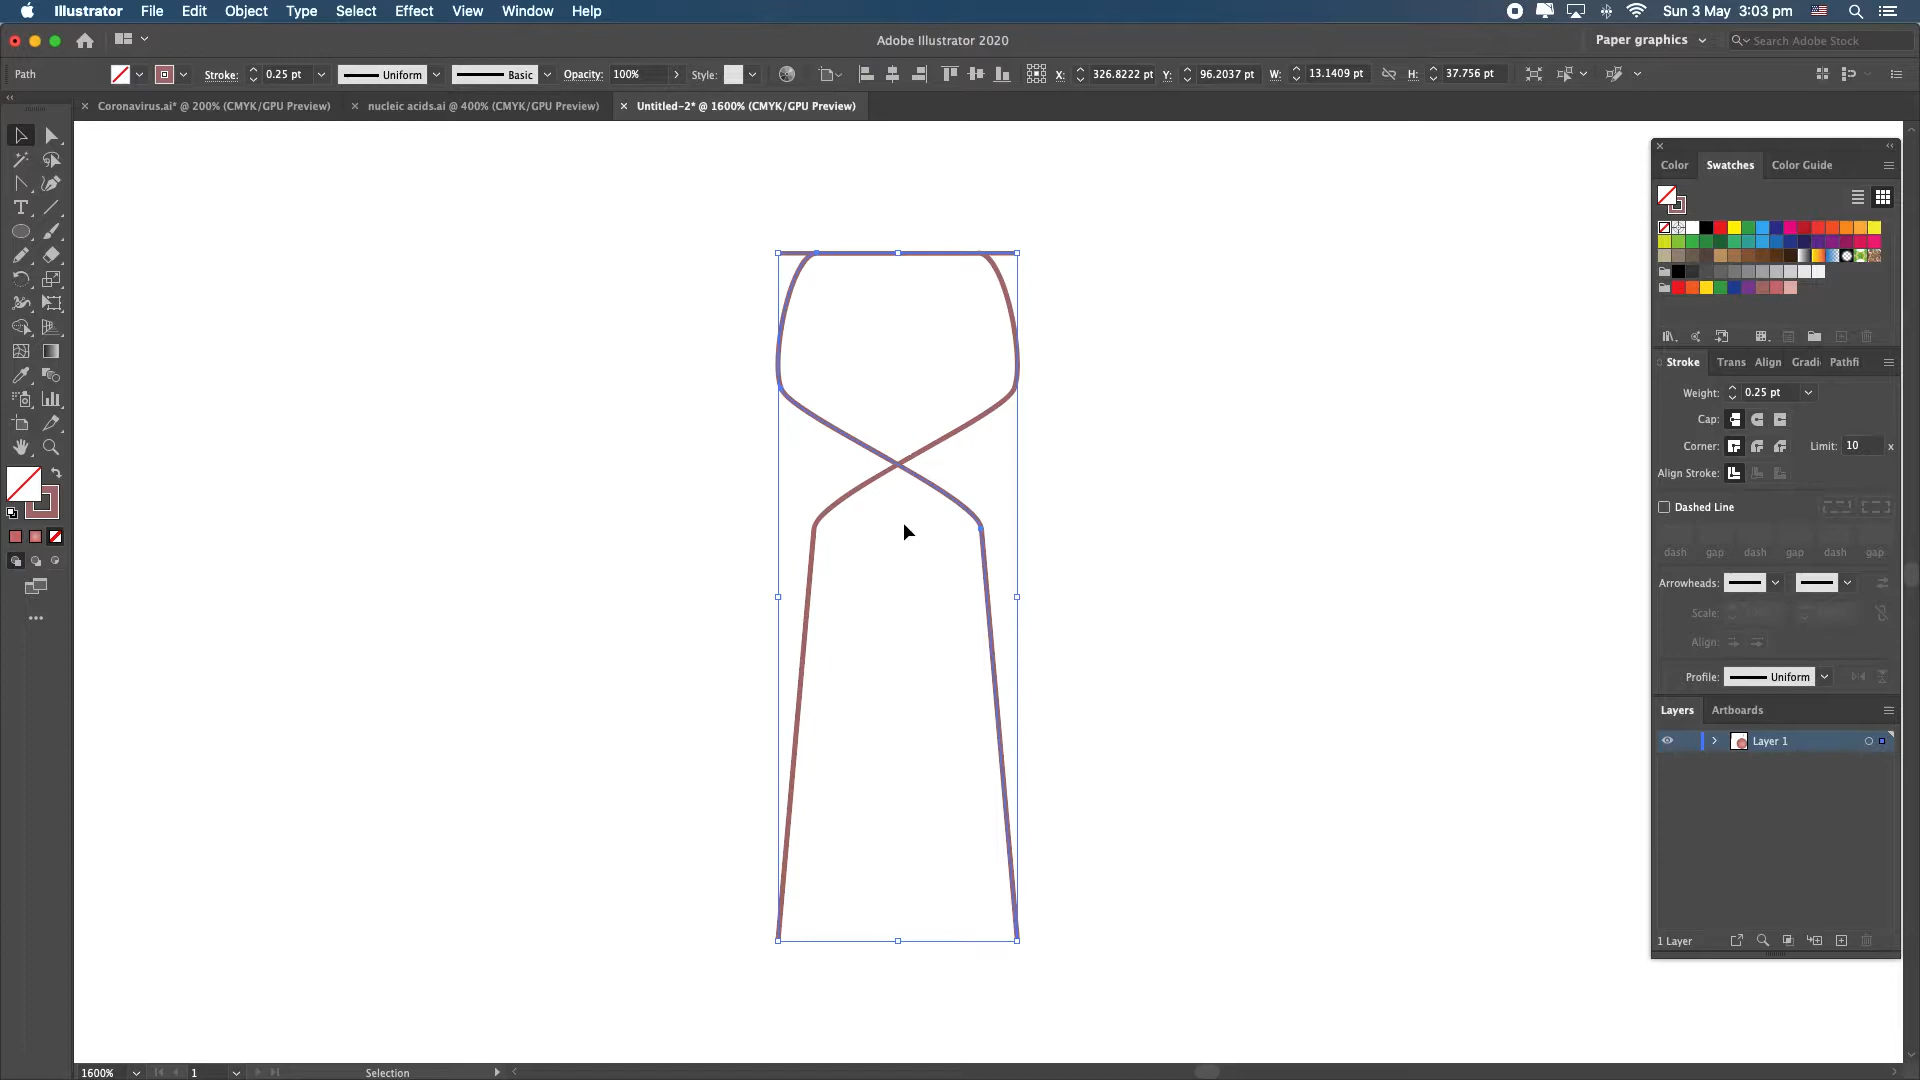 Illustrator File Edit Object Type Select Effect View Window Help Sun 3 May 3:03 pm
Adobe Illustrator 2020 Paper graphics Search Adobe Stock
Path Stroke: 0.25 pt Uniform Basic Opacity: 100% Style: X: 326.8222 pt Y: 96.2037 pt W: 13.1409 pt H: 37.756 pt
Coronavirus.ai* @ 200% (CMYK/GPU Preview) nucleic acids.ai @ 400% (CMYK/GPU Preview) Untitled-2* @ 1600% (CMYK/GPU Preview)
Color Swatches Color Guide
Stroke Trans Align Gradi Pathfi
Weight: 0.25 pt
Cap:
Corner: Limit: 10 x
Align Stroke:
Dashed Line
dash gap dash gap dash gap
Arrowheads:
Scale:
Align:
Profile: Uniform
Layers Artboards
Layer 1
1 Layer
1600% 1 Selection